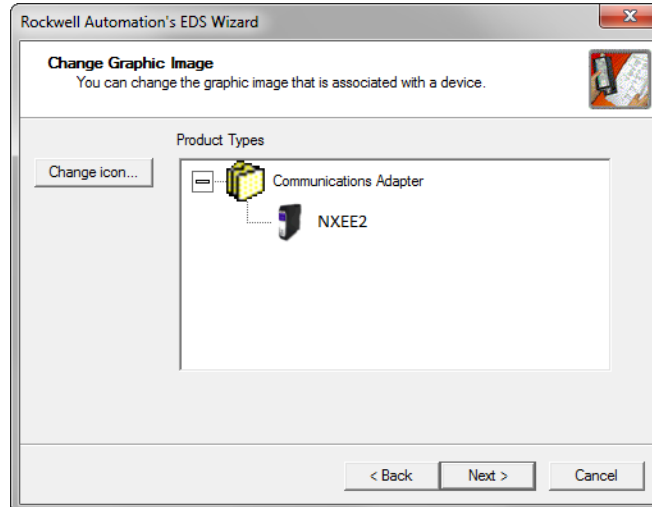 Rockwell Automation's EDS Wizard
Change Graphic Image
You can change the graphic image that is associated with a device.
Product Types
Change icon...
Communications Adapter
NXEE2
< Back
Next >
Cancel